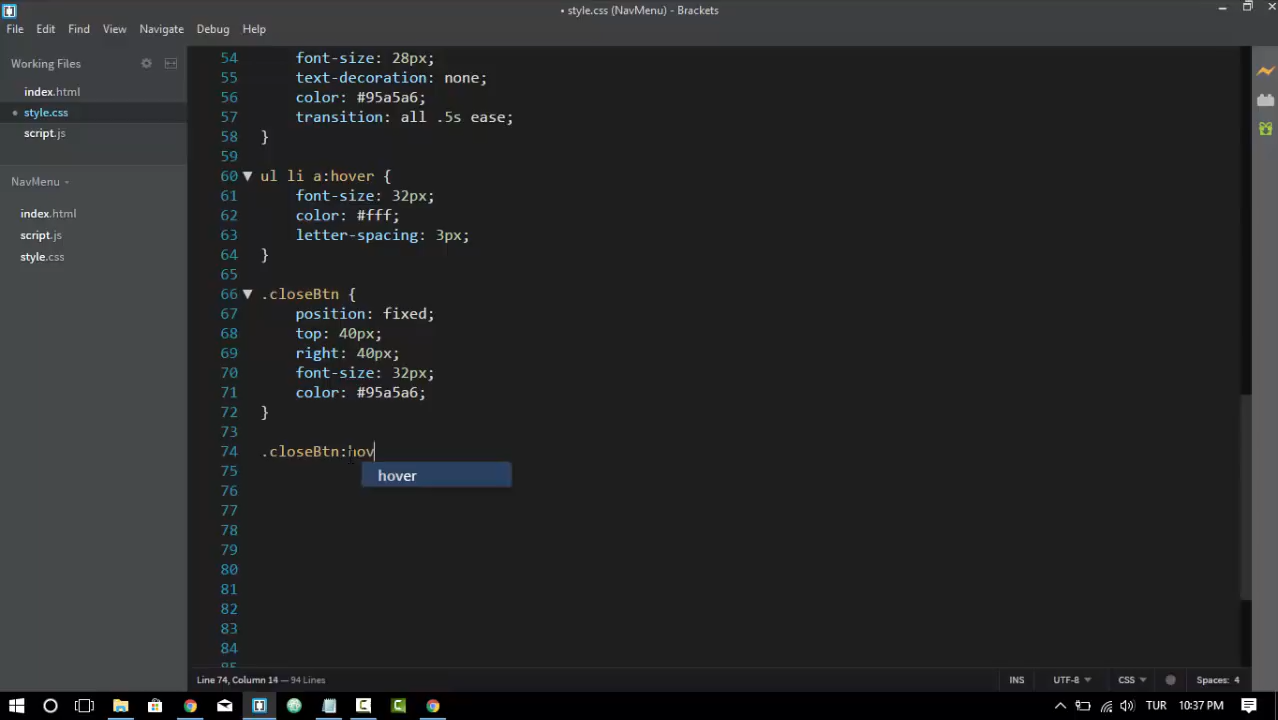 • style.css (NavMenu) - Brackets
File Edit Find View Navigate Debug Help
Working Files
index.html
• style.css
script.js
NavMenu
index.html
script.js
style.css
54 font-size: 28px;
55 text-decoration: none;
56 color: #95a5a6;
57 transition: all .5s ease;
58 }
59
60 ul li a:hover {
61 font-size: 32px;
62 color: #fff;
63 letter-spacing: 3px;
64 }
65
66 .closeBtn {
67 position: fixed;
68 top: 40px;
69 right: 40px;
70 font-size: 32px;
71 color: #95a5a6;
72 }
73
74 .closeBtn:hov
hover
75
76
77
78
79
80
81
82
83
84
85
Line 74, Column 14 — 94 Lines
INS UTF-8 CSS Spaces: 4
TUR 10:37 PM